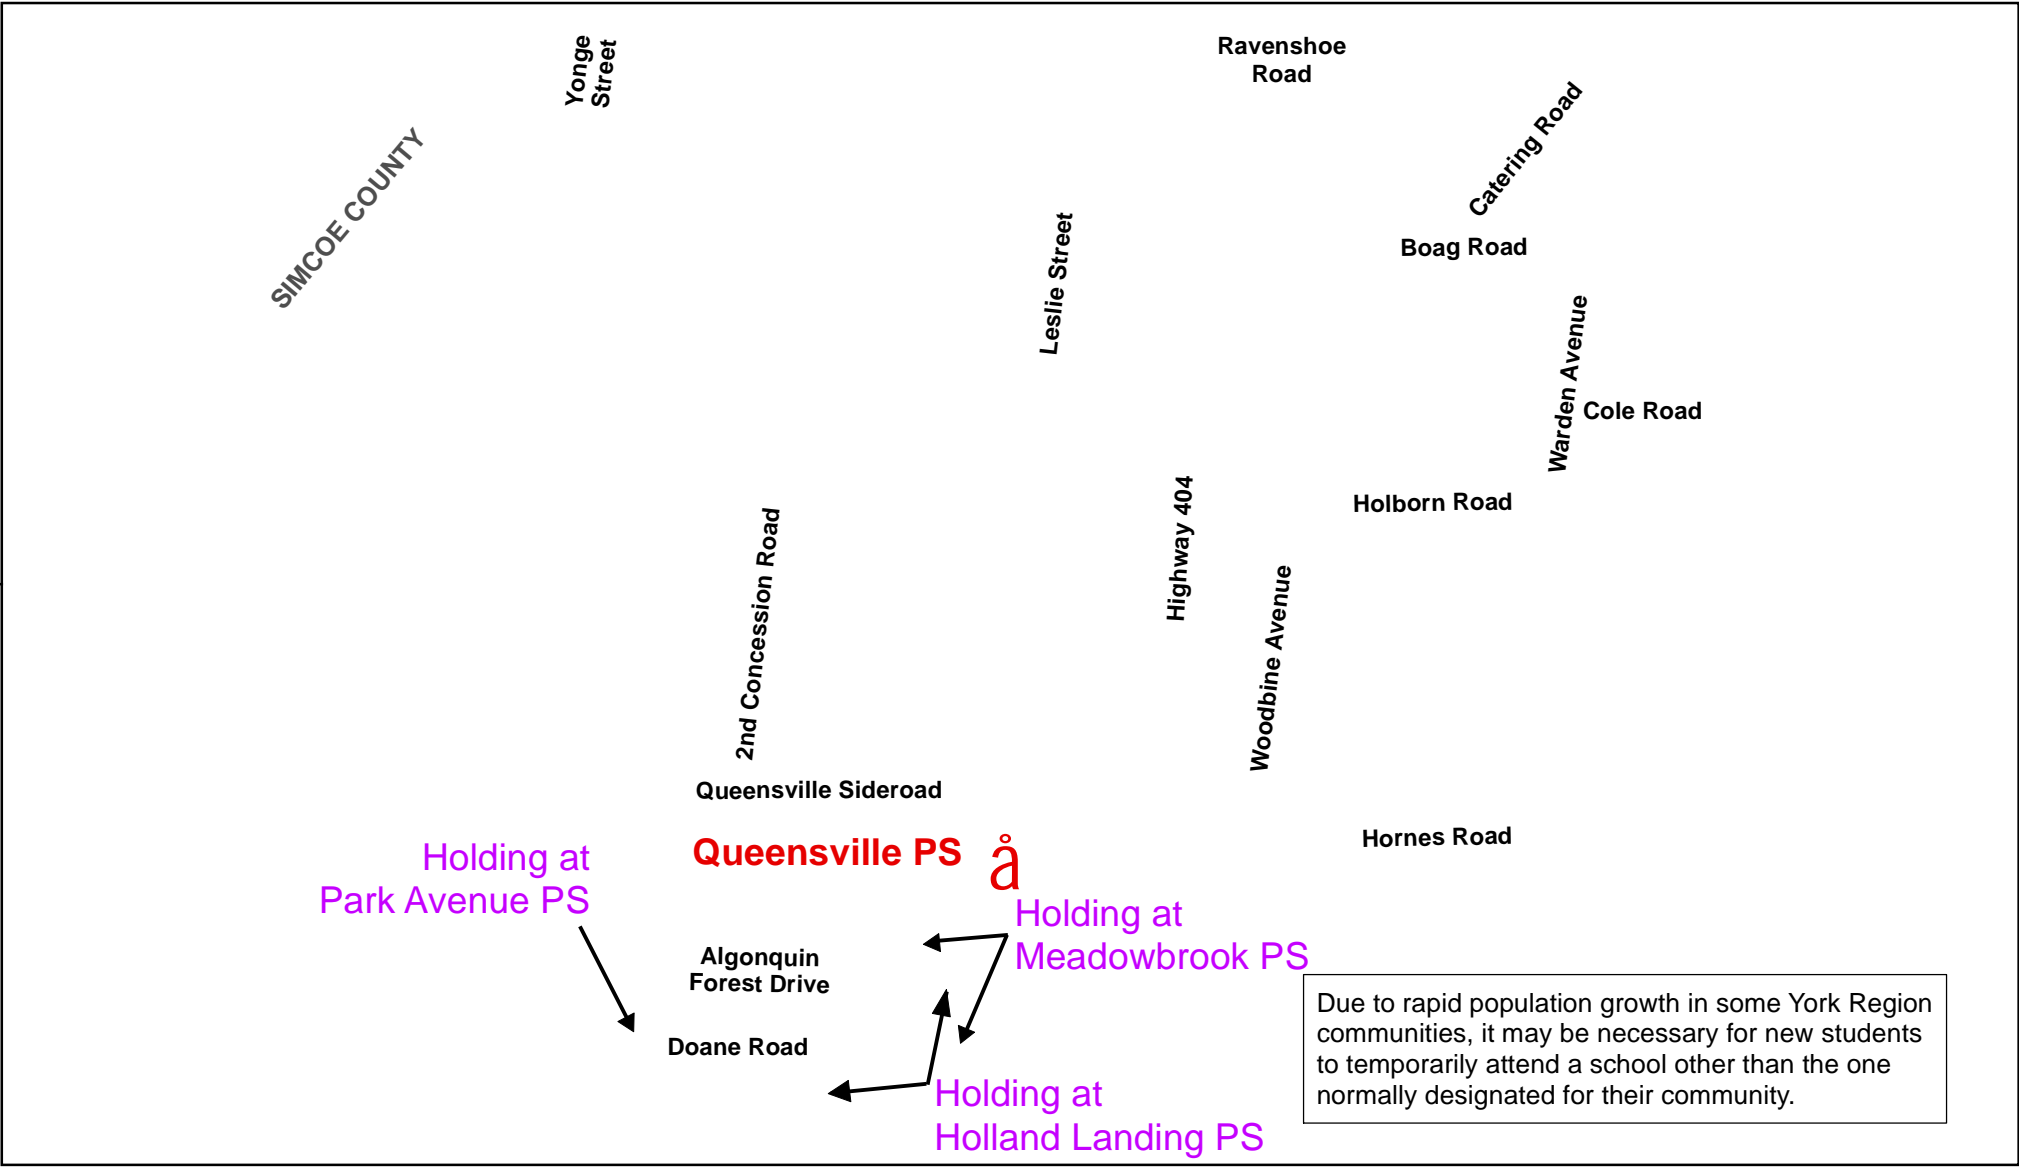 Yonge
Street
Ravenshoe
Road
Catering Road
SIMCOE COUNTY
Boag Road
Leslie Street
Warden Avenue
Cole Road
Highway 404
Holborn Road
2nd Concession Road
Woodbine Avenue
Queensville Sideroad
Hornes Road
Queensville PS å
Holding at
Park Avenue PS
Holding at
Meadowbrook PS
Algonquin
Forest Drive
Doane Road
Holding at
Holland Landing PS
Due to rapid population growth in some York Region
communities, it may be necessary for new students
to temporarily attend a school other than the one
normally designated for their community.